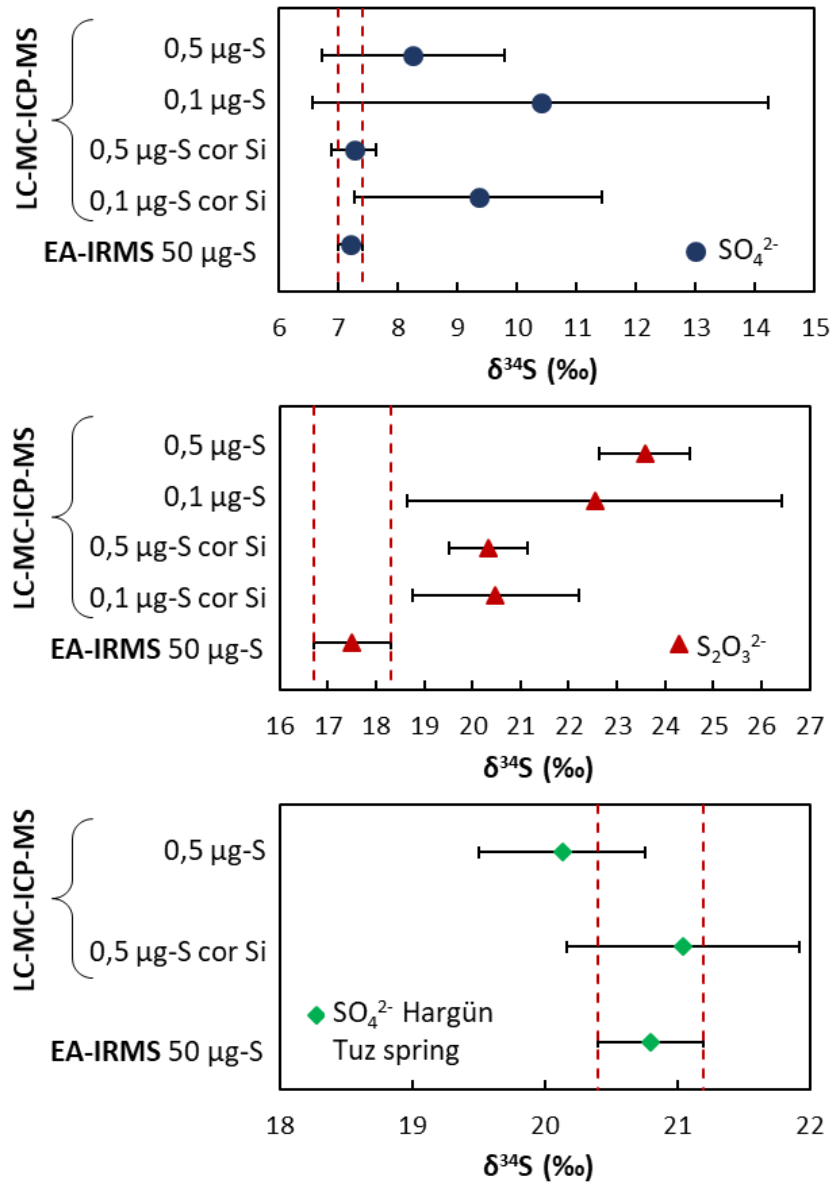 LC-MC-ICP-MS
0,5 µg-S
0,1 µg-S
0,5 µg-S cor Si
0,1 µg-S cor Si
EA-IRMS 50 µg-S
SO₄²⁻
6 7 8 9 10 11 12 13 14 15
δ³⁴S (‰)
LC-MC-ICP-MS
0,5 µg-S
0,1 µg-S
0,5 µg-S cor Si
0,1 µg-S cor Si
EA-IRMS 50 µg-S
S₂O₃²⁻
16 17 18 19 20 21 22 23 24 25 26 27
δ³⁴S (‰)
LC-MC-ICP-MS
0,5 µg-S
0,5 µg-S cor Si
EA-IRMS 50 µg-S
SO₄²⁻ Hargün
Tuz spring
18 19 20 21 22
δ³⁴S (‰)